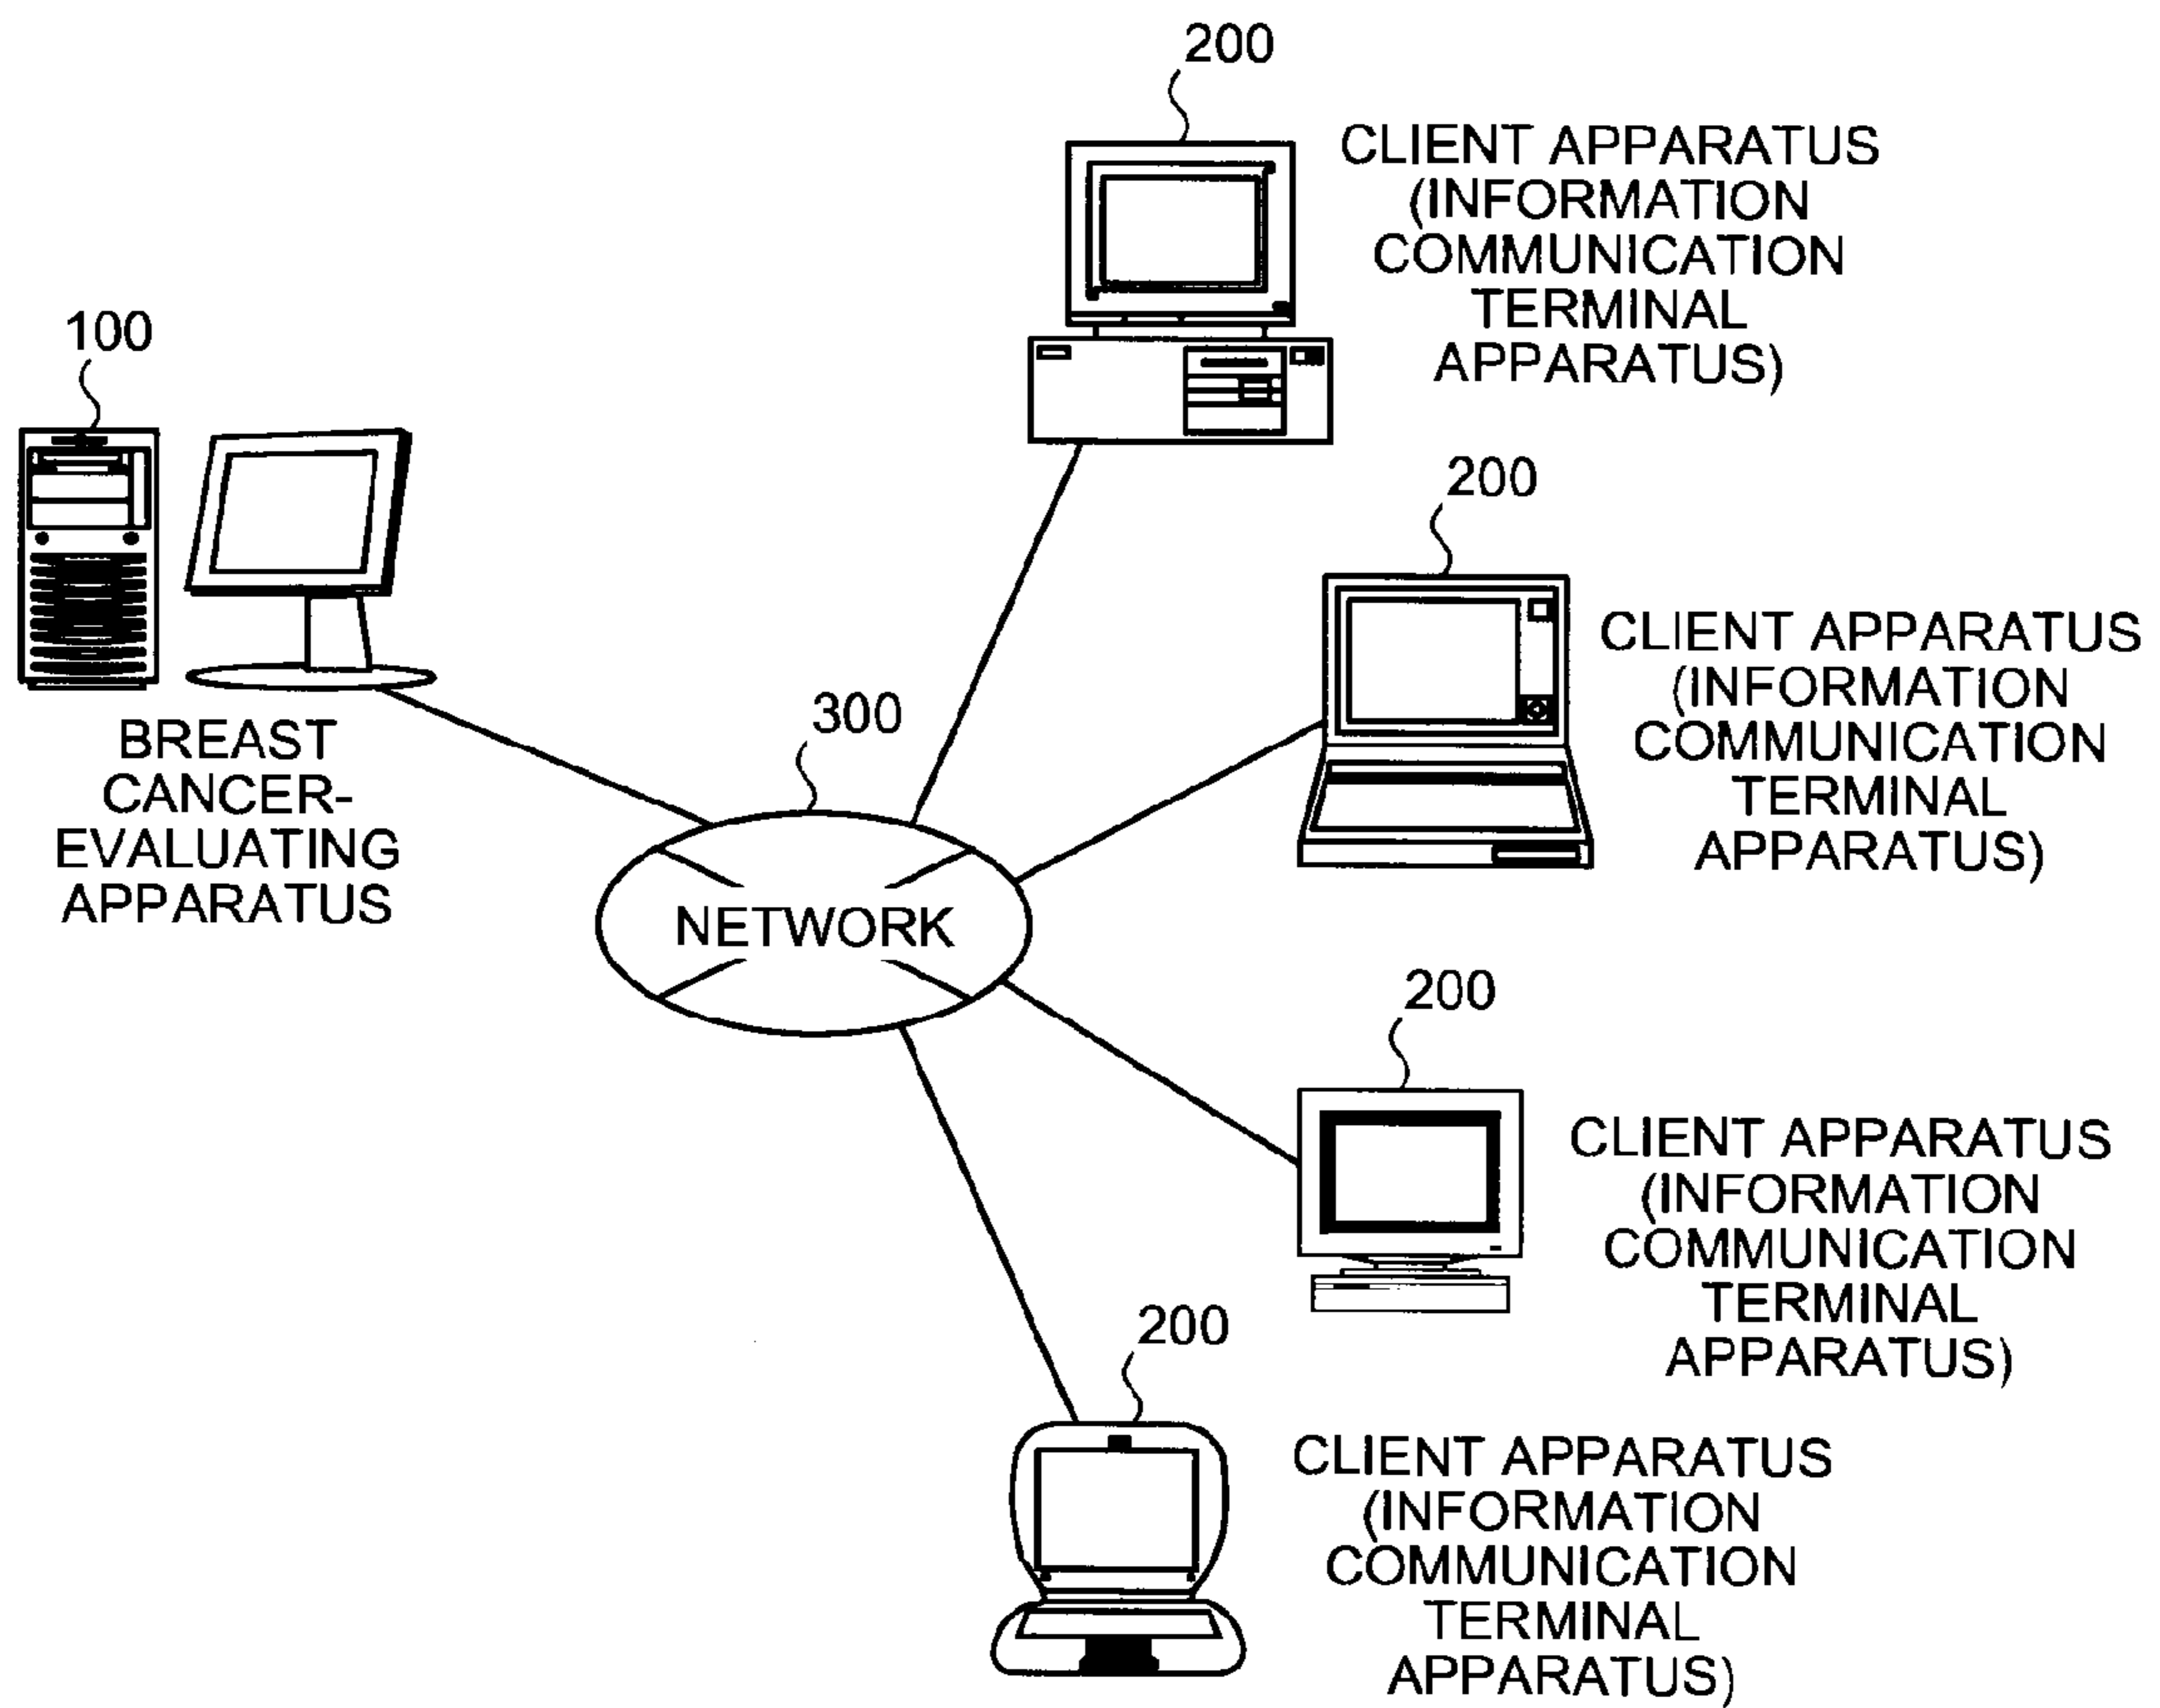 200
CLIENT APPARATUS
(INFORMATION
COMMUNICATION
TERMINAL
APPARATUS)
100
BREAST
CANCER-
EVALUATING
APPARATUS
200
CLIENT APPARATUS
(INFORMATION
COMMUNICATION
TERMINAL
APPARATUS)
300
NETWORK
200
CLIENT APPARATUS
(INFORMATION
COMMUNICATION
TERMINAL
APPARATUS)
200
CLIENT APPARATUS
(INFORMATION
COMMUNICATION
TERMINAL
APPARATUS)